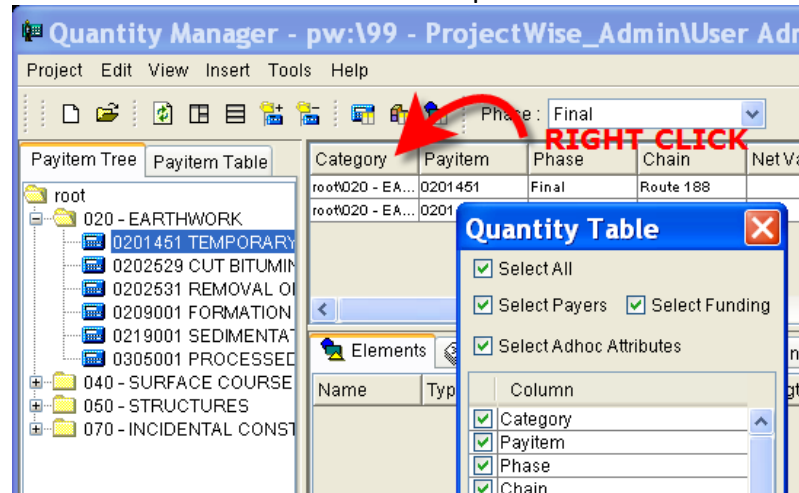 Quantity Manager - pw:\99 - ProjectWise_Admin\User Adr
Project Edit View Insert Tools Help
Phase: Final
RIGHT CLICK
Payitem Tree Payitem Table
Category Payitem Phase Chain Net Va
root\020 - EA... 0201451 Final Route 188
root\020 - EA... 0201
root
020 - EARTHWORK
0201451 TEMPORARY
0202529 CUT BITUMIN
0202531 REMOVAL OI
0209001 FORMATION
0219001 SEDIMENTAT
0305001 PROCESSED
040 - SURFACE COURSE
050 - STRUCTURES
070 - INCIDENTAL CONST
Quantity Table
Select All
Select Payers Select Funding
Select Adhoc Attributes
Elements
Name Typ
Column
Category
Payitem
Phase
Chain